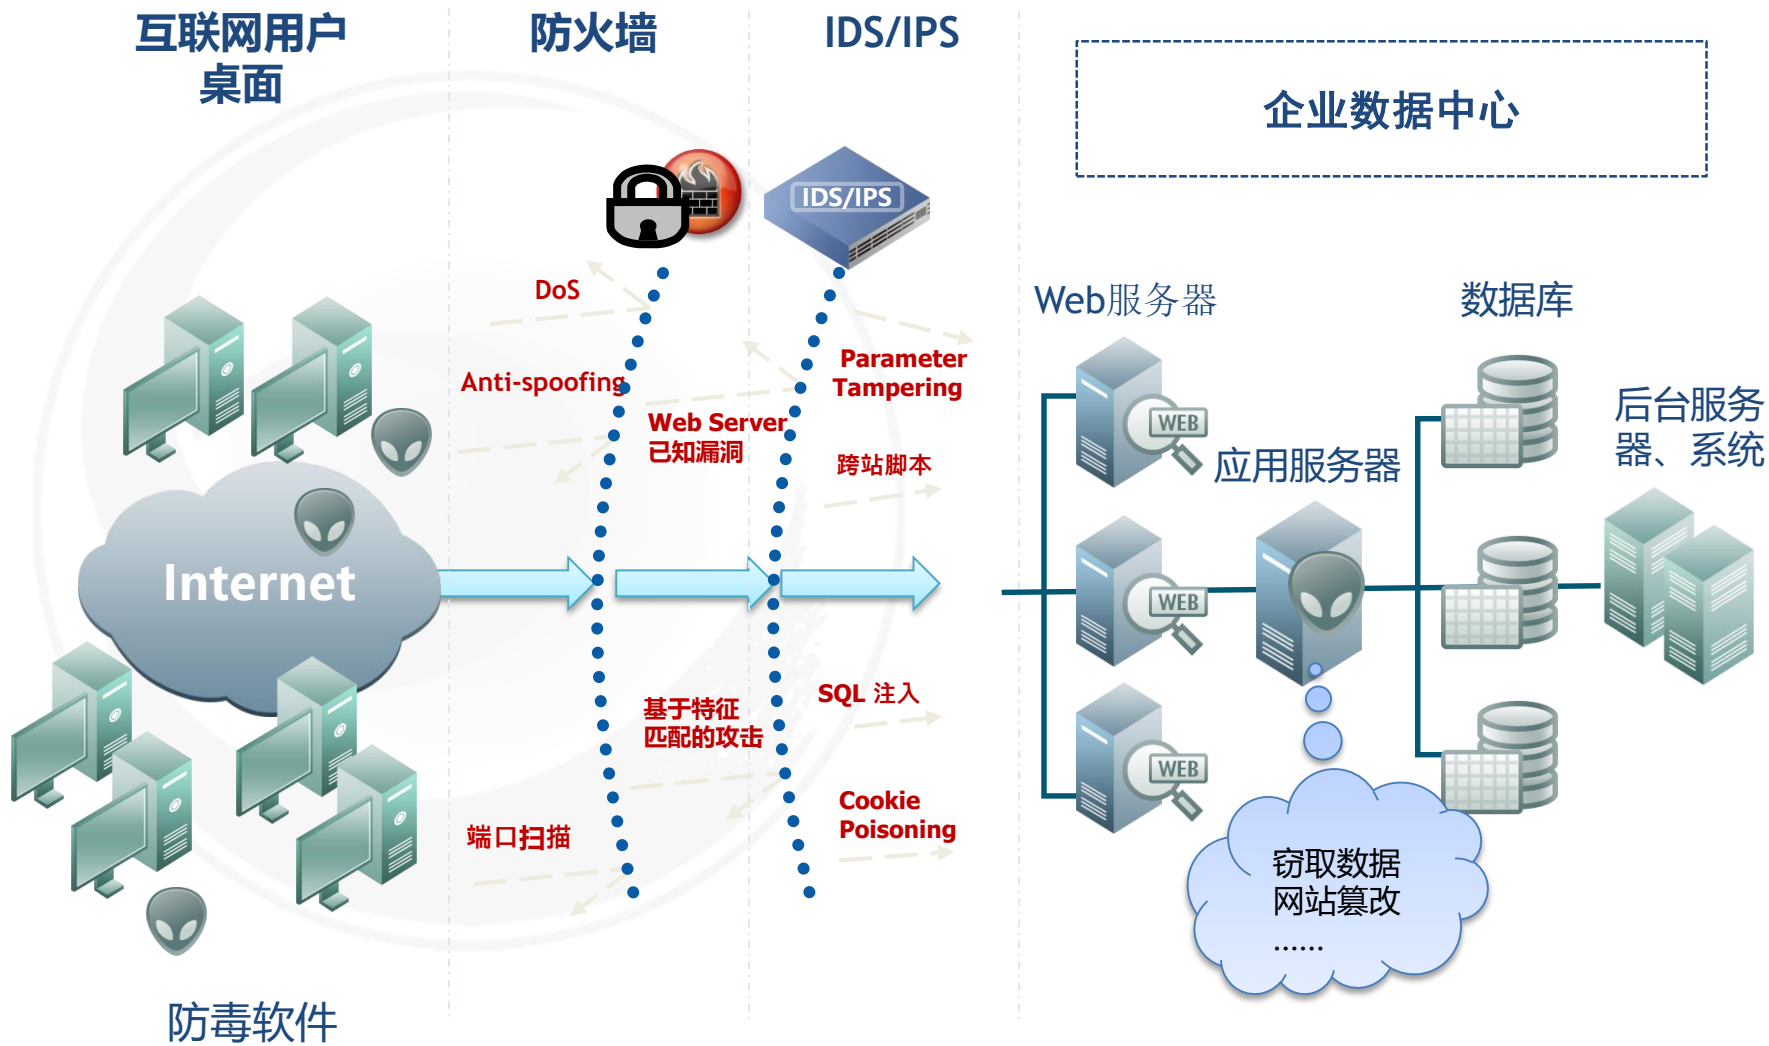 互联网用户
桌面
防火墙
IDS/IPS
企业数据中心
IDS/IPS
DoS
Anti-spoofing
Web Server
已知漏洞
Parameter
Tampering
跨站脚本
Internet
基于特征
匹配的攻击
SQL 注入
端口扫描
Cookie
Poisoning
Web服务器
WEB
WEB
WEB
应用服务器
数据库
后台服务
器、系统
窃取数据
网站篡改
......
防毒软件